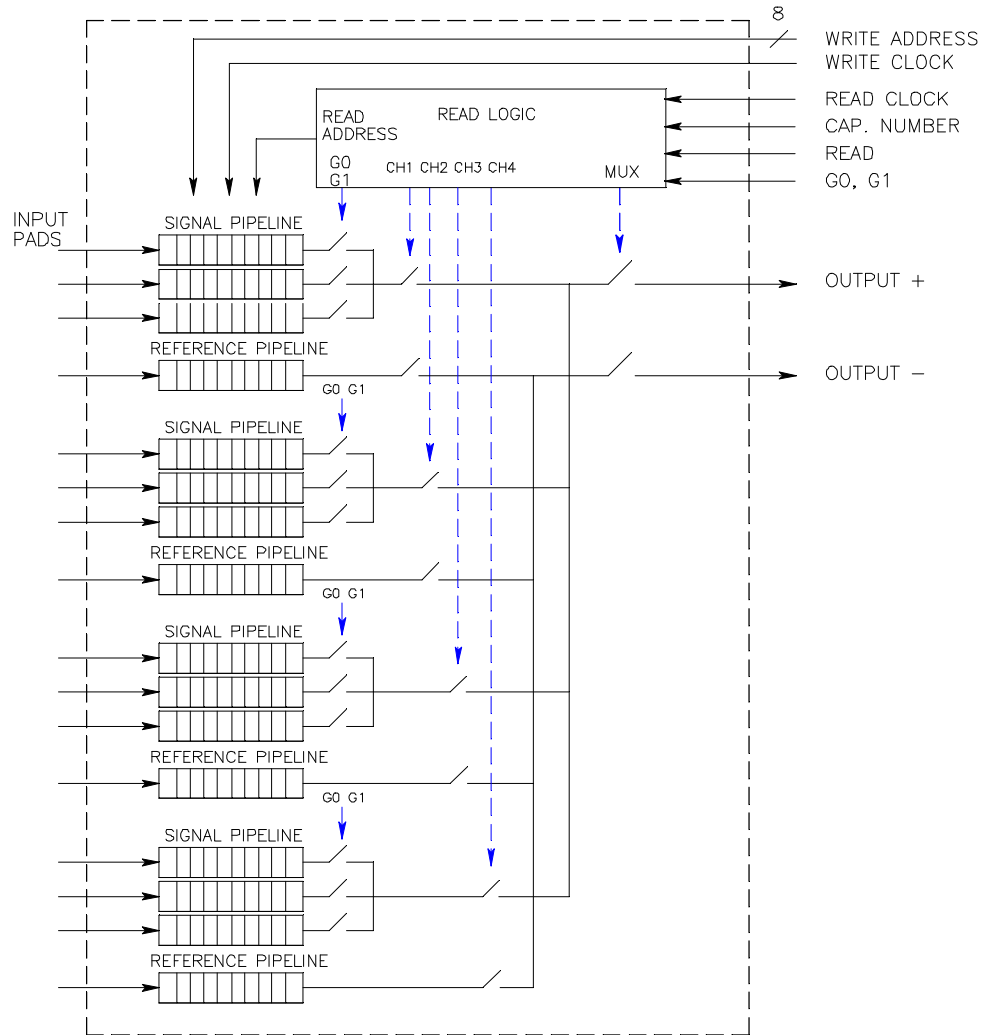 8
WRITE ADDRESS
WRITE CLOCK
READ CLOCK
CAP. NUMBER
READ
G0, G1
READ
ADDRESS
READ LOGIC
G0
G1
CH1 CH2 CH3 CH4
MUX
INPUT
PADS
SIGNAL PIPELINE
OUTPUT +
REFERENCE PIPELINE
OUTPUT −
G0 G1
SIGNAL PIPELINE
REFERENCE PIPELINE
G0 G1
SIGNAL PIPELINE
REFERENCE PIPELINE
G0 G1
SIGNAL PIPELINE
REFERENCE PIPELINE